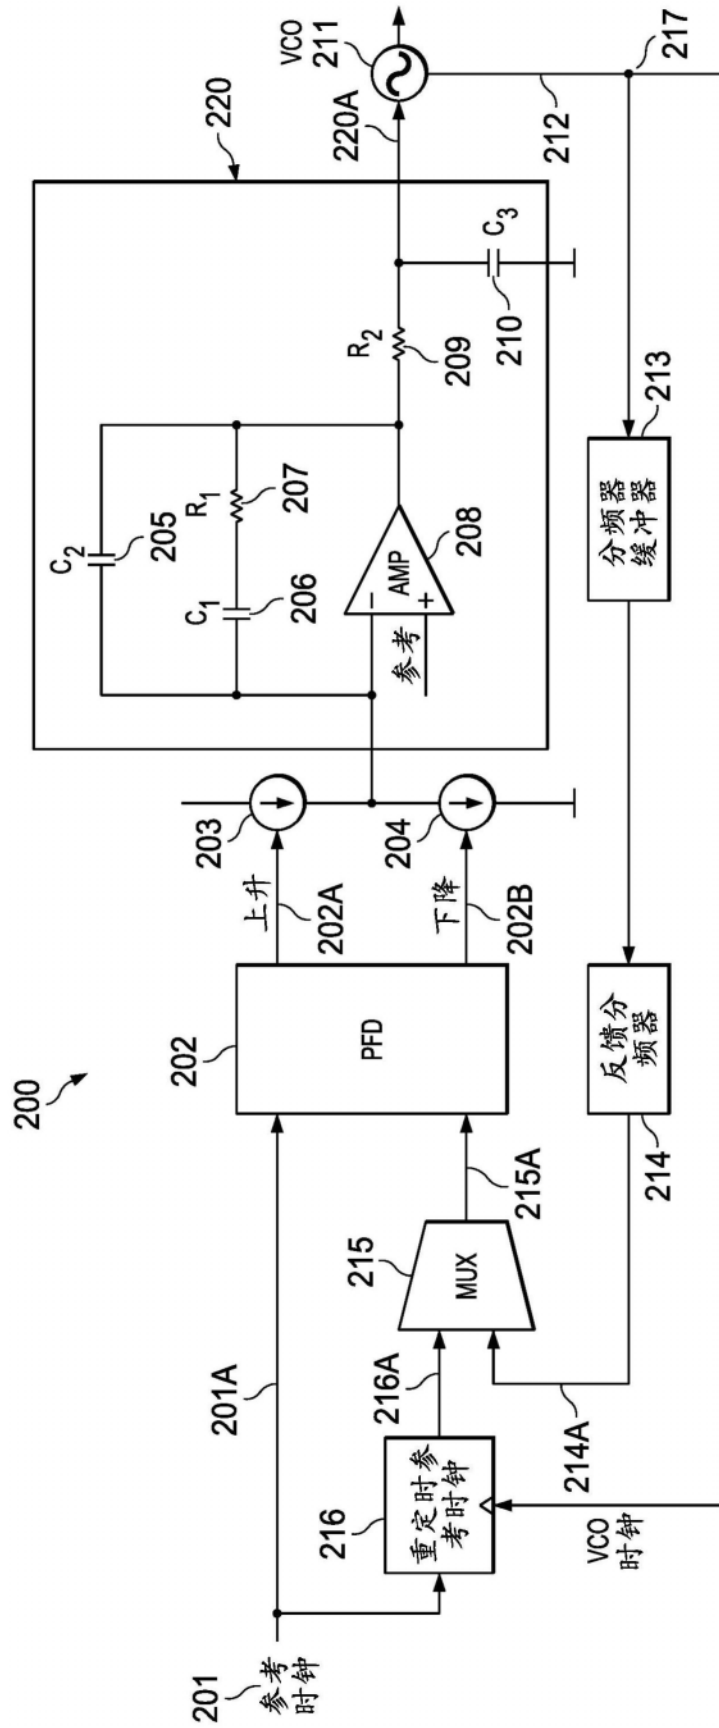 200
201
参考
时钟
201A
216
重定时参
考时钟
216A
VCO
时钟
214A
215
MUX
215A
202
PFD
上升
202A
下降
202B
203
204
220
C2
205
C1
206
R1
207
参考
AMP
208
R2
209
C3
210
220A
VCO
211
212
217
分频器
缓冲器
213
反馈分
频器
214